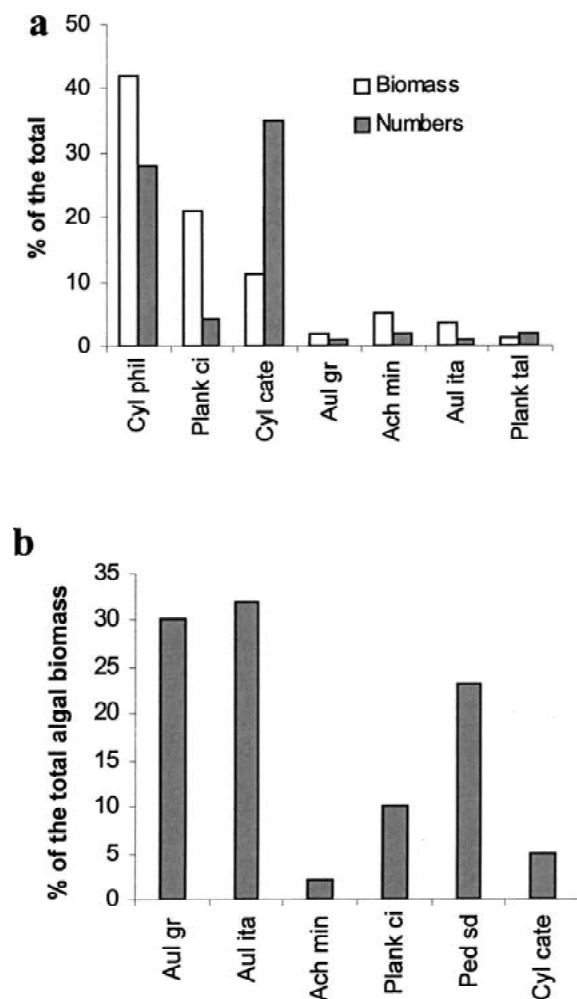 a
50
40
30
20
10
0
% of the total
Biomass
Numbers
Cyl phil
Plank ci
Cyl cate
Aul gr
Ach min
Aul ita
Plank tal
b
35
30
25
20
15
10
5
0
% of the total algal biomass
Aul gr
Aul ita
Ach min
Plank ci
Ped sd
Cyl cate